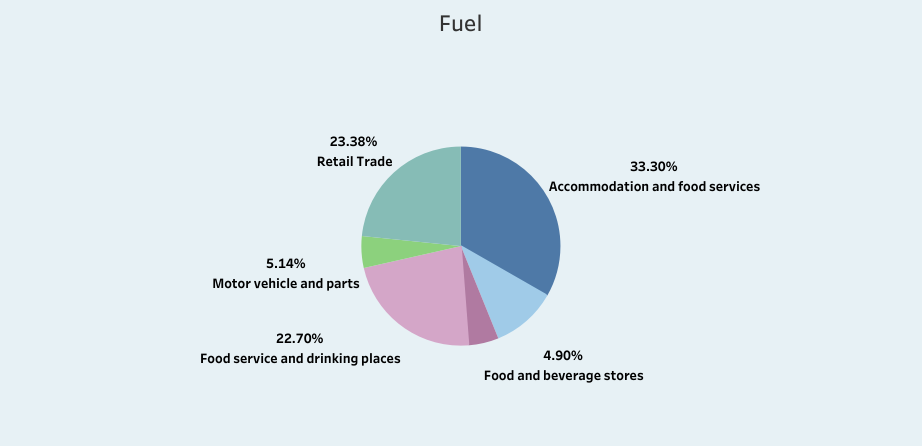 Fuel
23.38%
Retail Trade
33.30%
Accommodation and food services
5.14%
Motor vehicle and parts
22.70%
Food service and drinking places
4.90%
Food and beverage stores